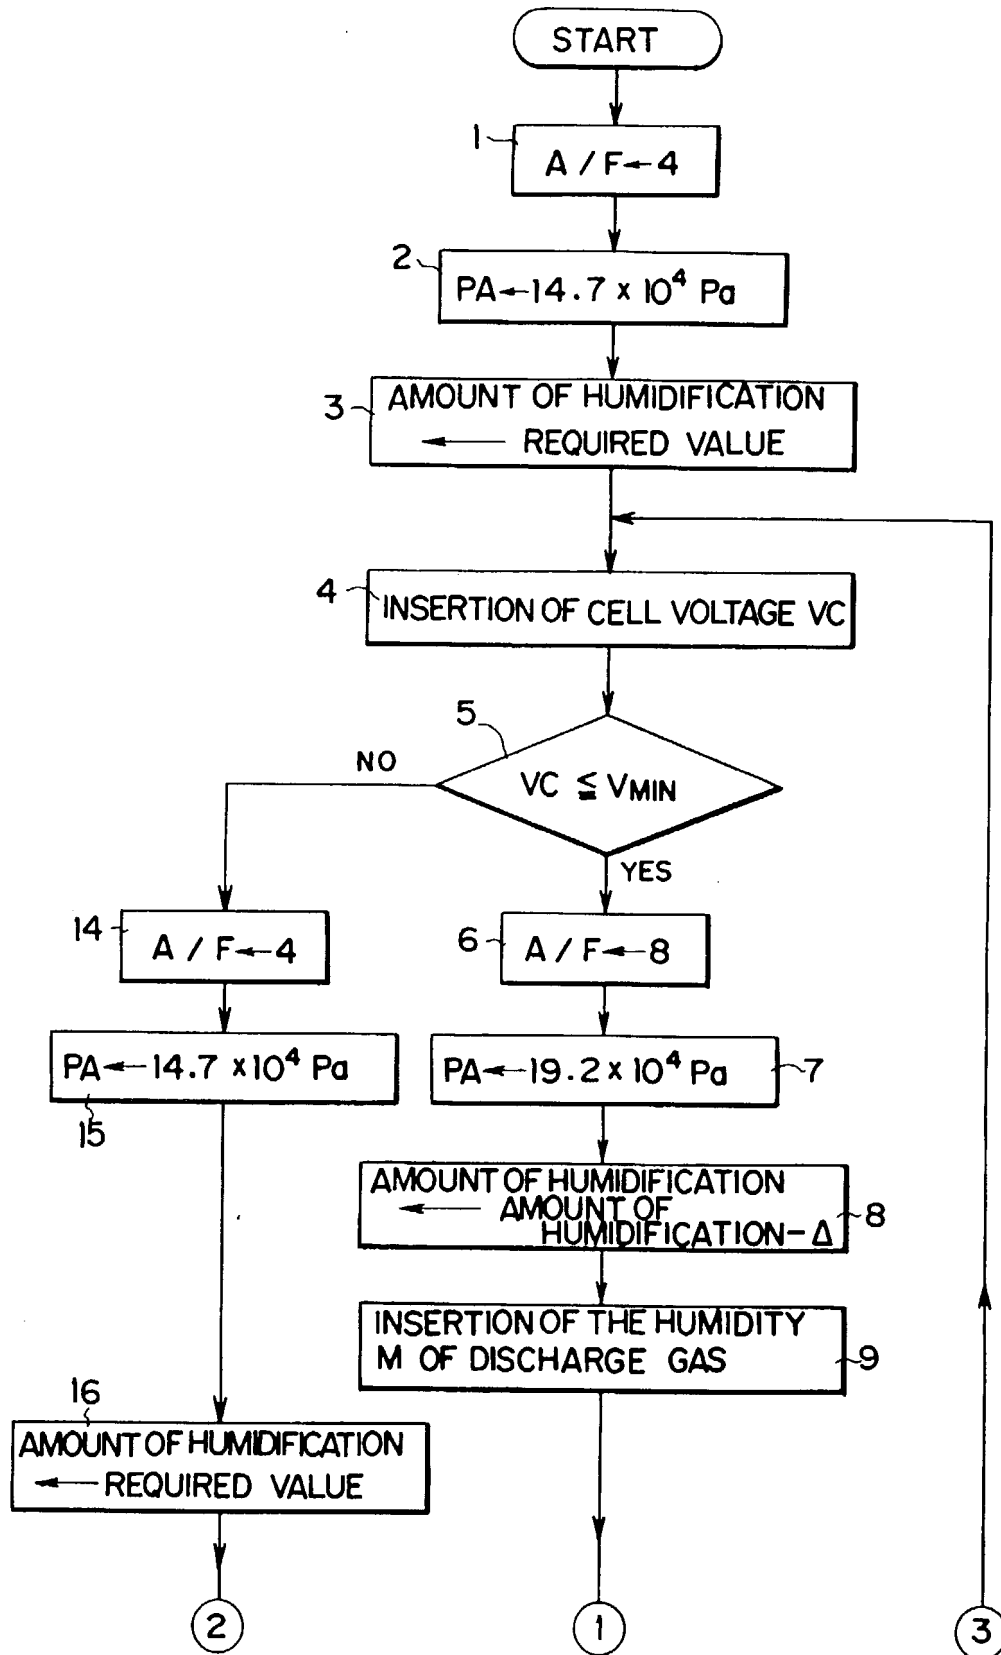 START
1
A / F←4
2
PA←14.7 × 10⁴ Pa
3
AMOUNT OF HUMIDIFICATION
← REQUIRED VALUE
4
INSERTION OF CELL VOLTAGE VC
5
NO
VC ≦ VMIN
YES
14
A / F←4
6
A / F←8
PA←14.7 ×10⁴ Pa
15
PA←19.2 × 10⁴ Pa
7
AMOUNT OF HUMIDIFICATION
← AMOUNT OF
HUMIDIFICATION-Δ
8
INSERTION OF THE HUMIDITY
M OF DISCHARGE GAS
9
16
AMOUNT OF HUMIDIFICATION
← REQUIRED VALUE
2
1
3